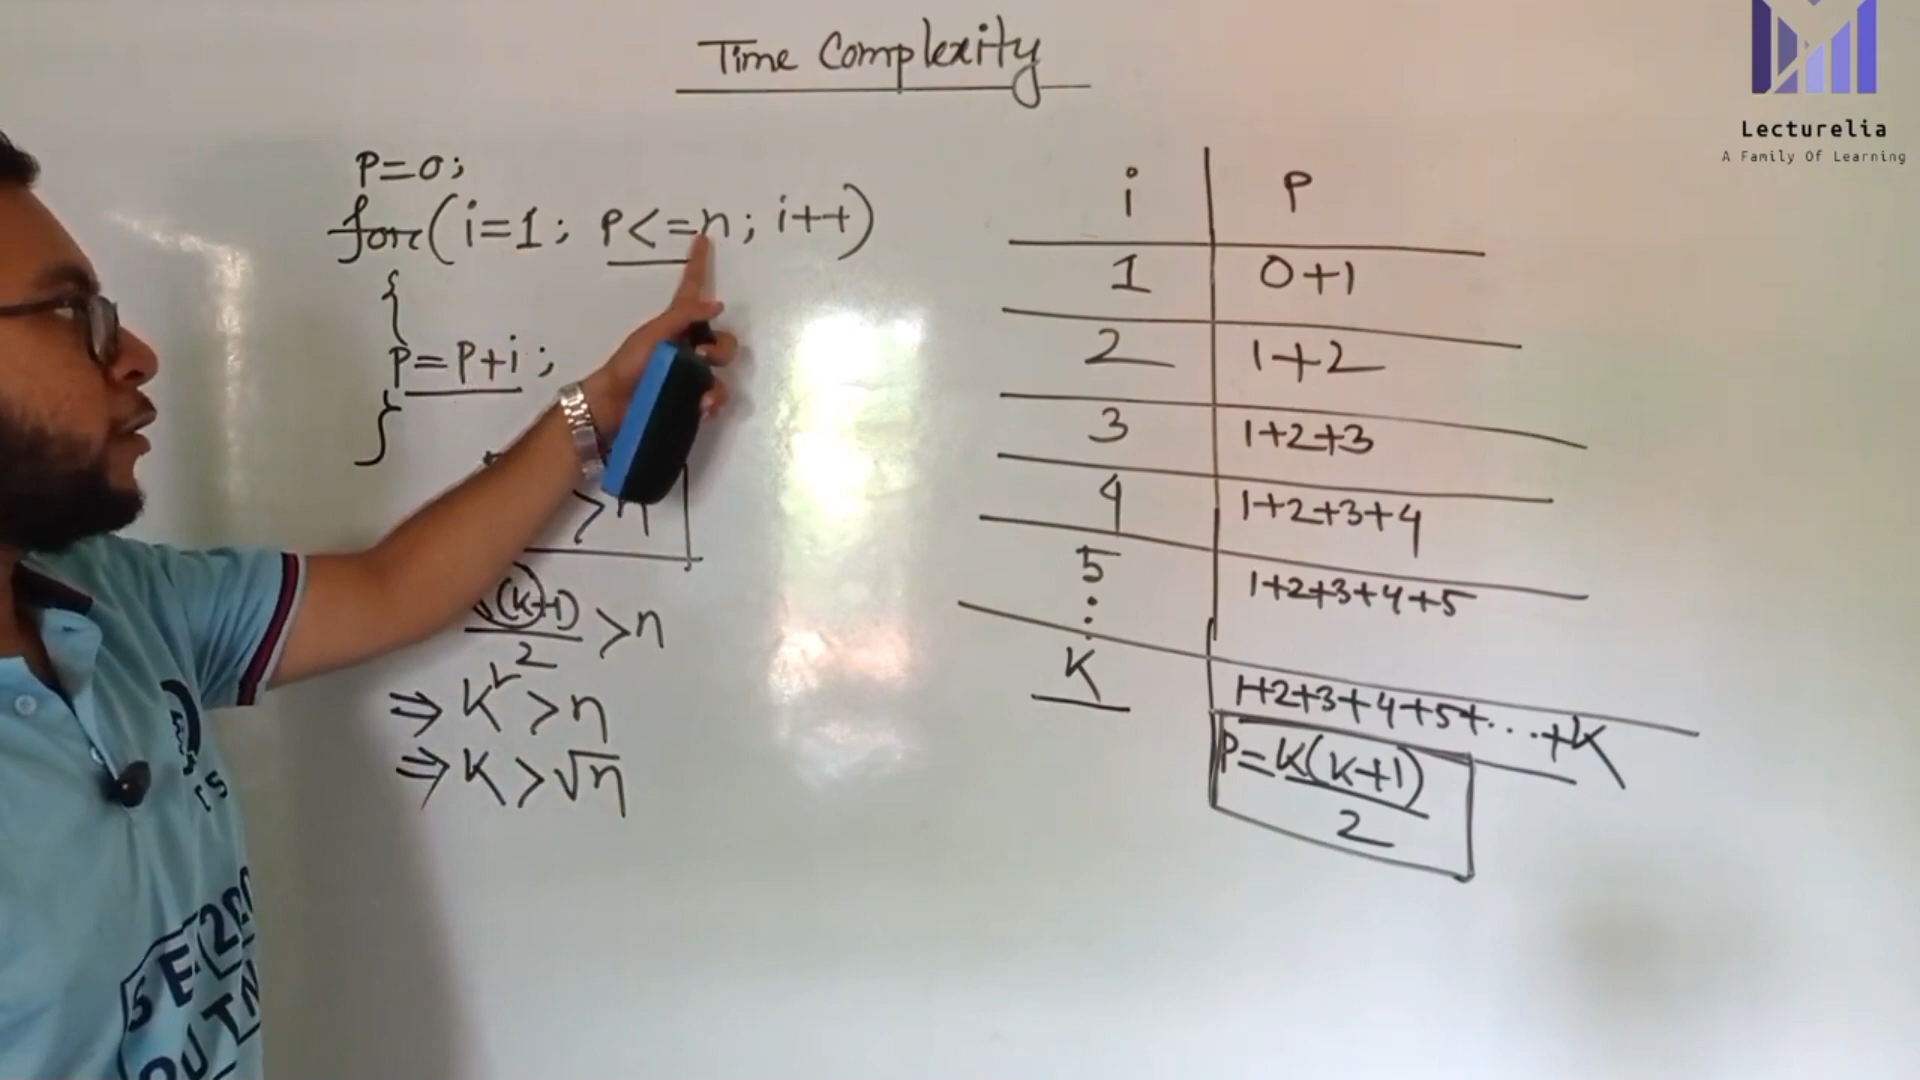 Time Complexity
P=0;
for(i=1; P<=n; i++)
{
P=P+i;
}
>n
(K+1)
2
>n
⇒ K² >n
⇒ K >√n
i P
1 0+1
2 1+2
3 1+2+3
4 1+2+3+4
5 1+2+3+4+5
⋮
K 1+2+3+4+5+...+K
P=K(K+1)
2
Lecturelia
A Family Of Learning